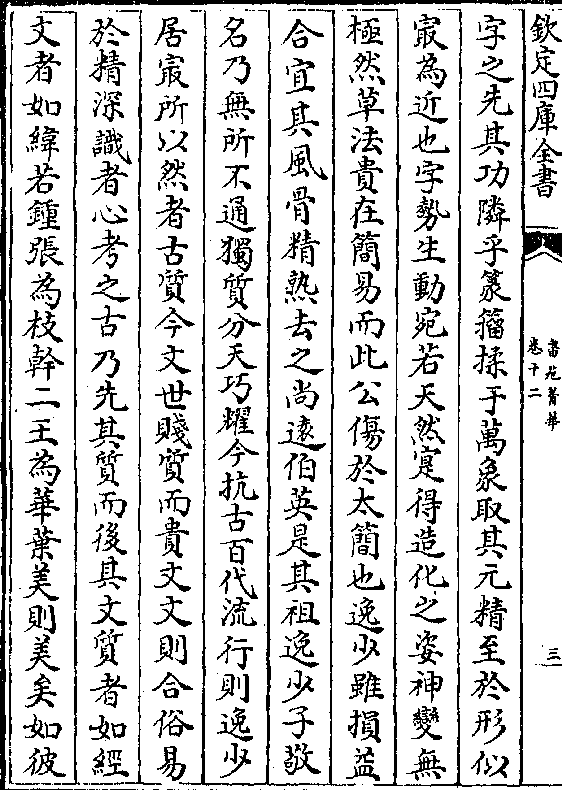 欽定四庫全書
書苑菁華
卷十二
三
字之先其功隣乎篆籀揉于萬象取其元精至於形似
㝡為近也字勢生動宛若天然寔得造化之姿神變無
極然草法貴在簡易而此公傷於太簡也逸少雖損益
合宜其風骨精熟去之尚遠伯英是其祖逸少子敬
名乃無所不通獨質分天巧耀今抗古百代流行則逸少
居㝡所以然者古質今文世賤質而貴文文則合俗易
於精深識者心考之古乃先其質而後其文質者如經
文者如緯若鍾張為枝幹二王為華葉美則美矣如彼